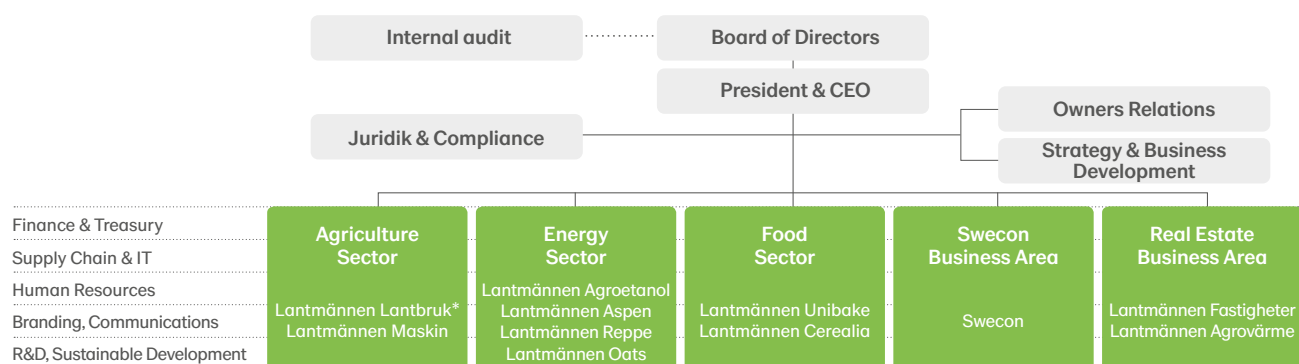 Internal audit
Board of Directors
President & CEO
Juridik & Compliance
Owners Relations
Strategy & Business
Development
Finance & Treasury
Supply Chain & IT
Human Resources
Branding, Communications
R&D, Sustainable Development
Agriculture
Sector
Lantmännen Lantbruk*
Lantmännen Maskin
Energy
Sector
Lantmännen Agroetanol
Lantmännen Aspen
Lantmännen Reppe
Lantmännen Oats
Food
Sector
Lantmännen Unibake
Lantmännen Cerealia
Swecon
Business Area
Swecon
Real Estate
Business Area
Lantmännen Fastigheter
Lantmännen Agrovärme